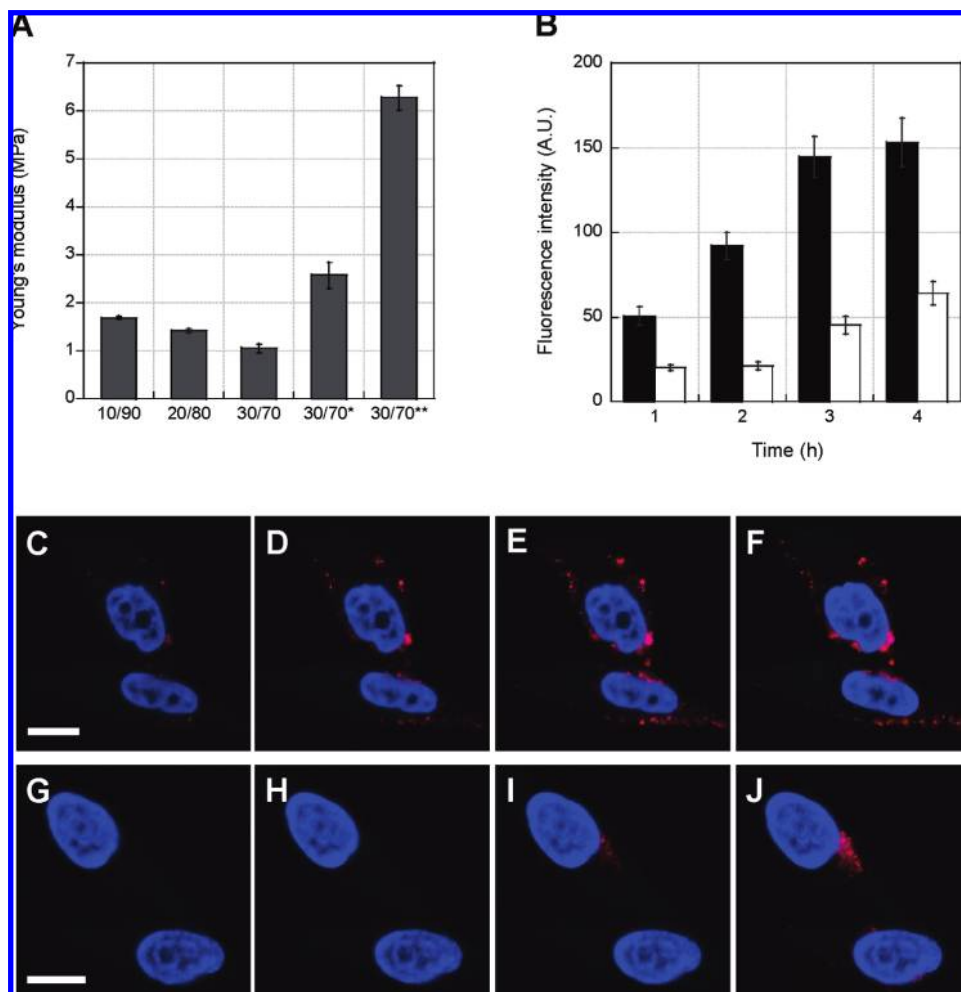 A
B
Young's modulus (MPa)
7
6
5
4
3
2
1
0
10/90 20/80 30/70 30/70* 30/70**
Fluorescence intensity (A.U.)
200
150
100
50
0
1 2 3 4
Time (h)
C D E F
G H I J